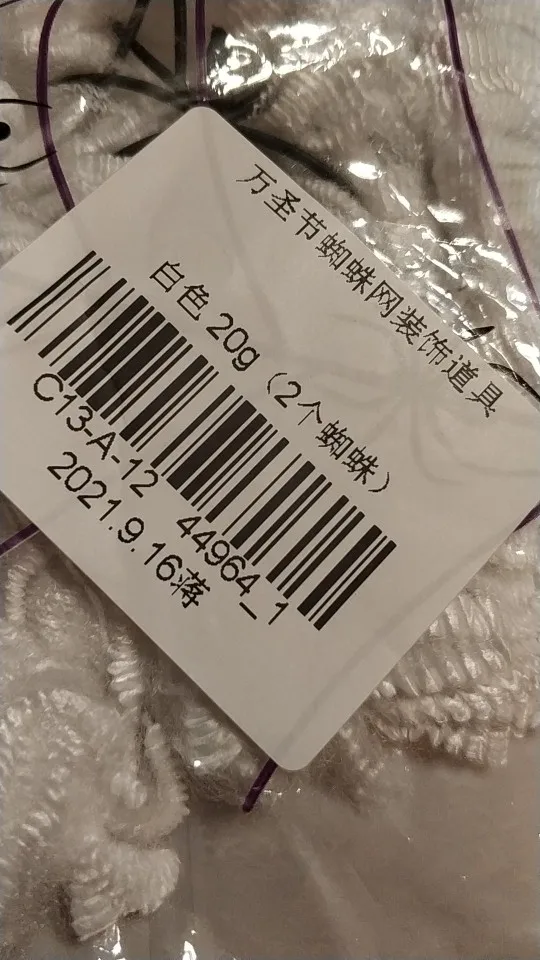 万圣节蜘蛛网装饰道具
白色 20g（2个蜘蛛）
C13-A-12 44964_1
2021.9.16蒋